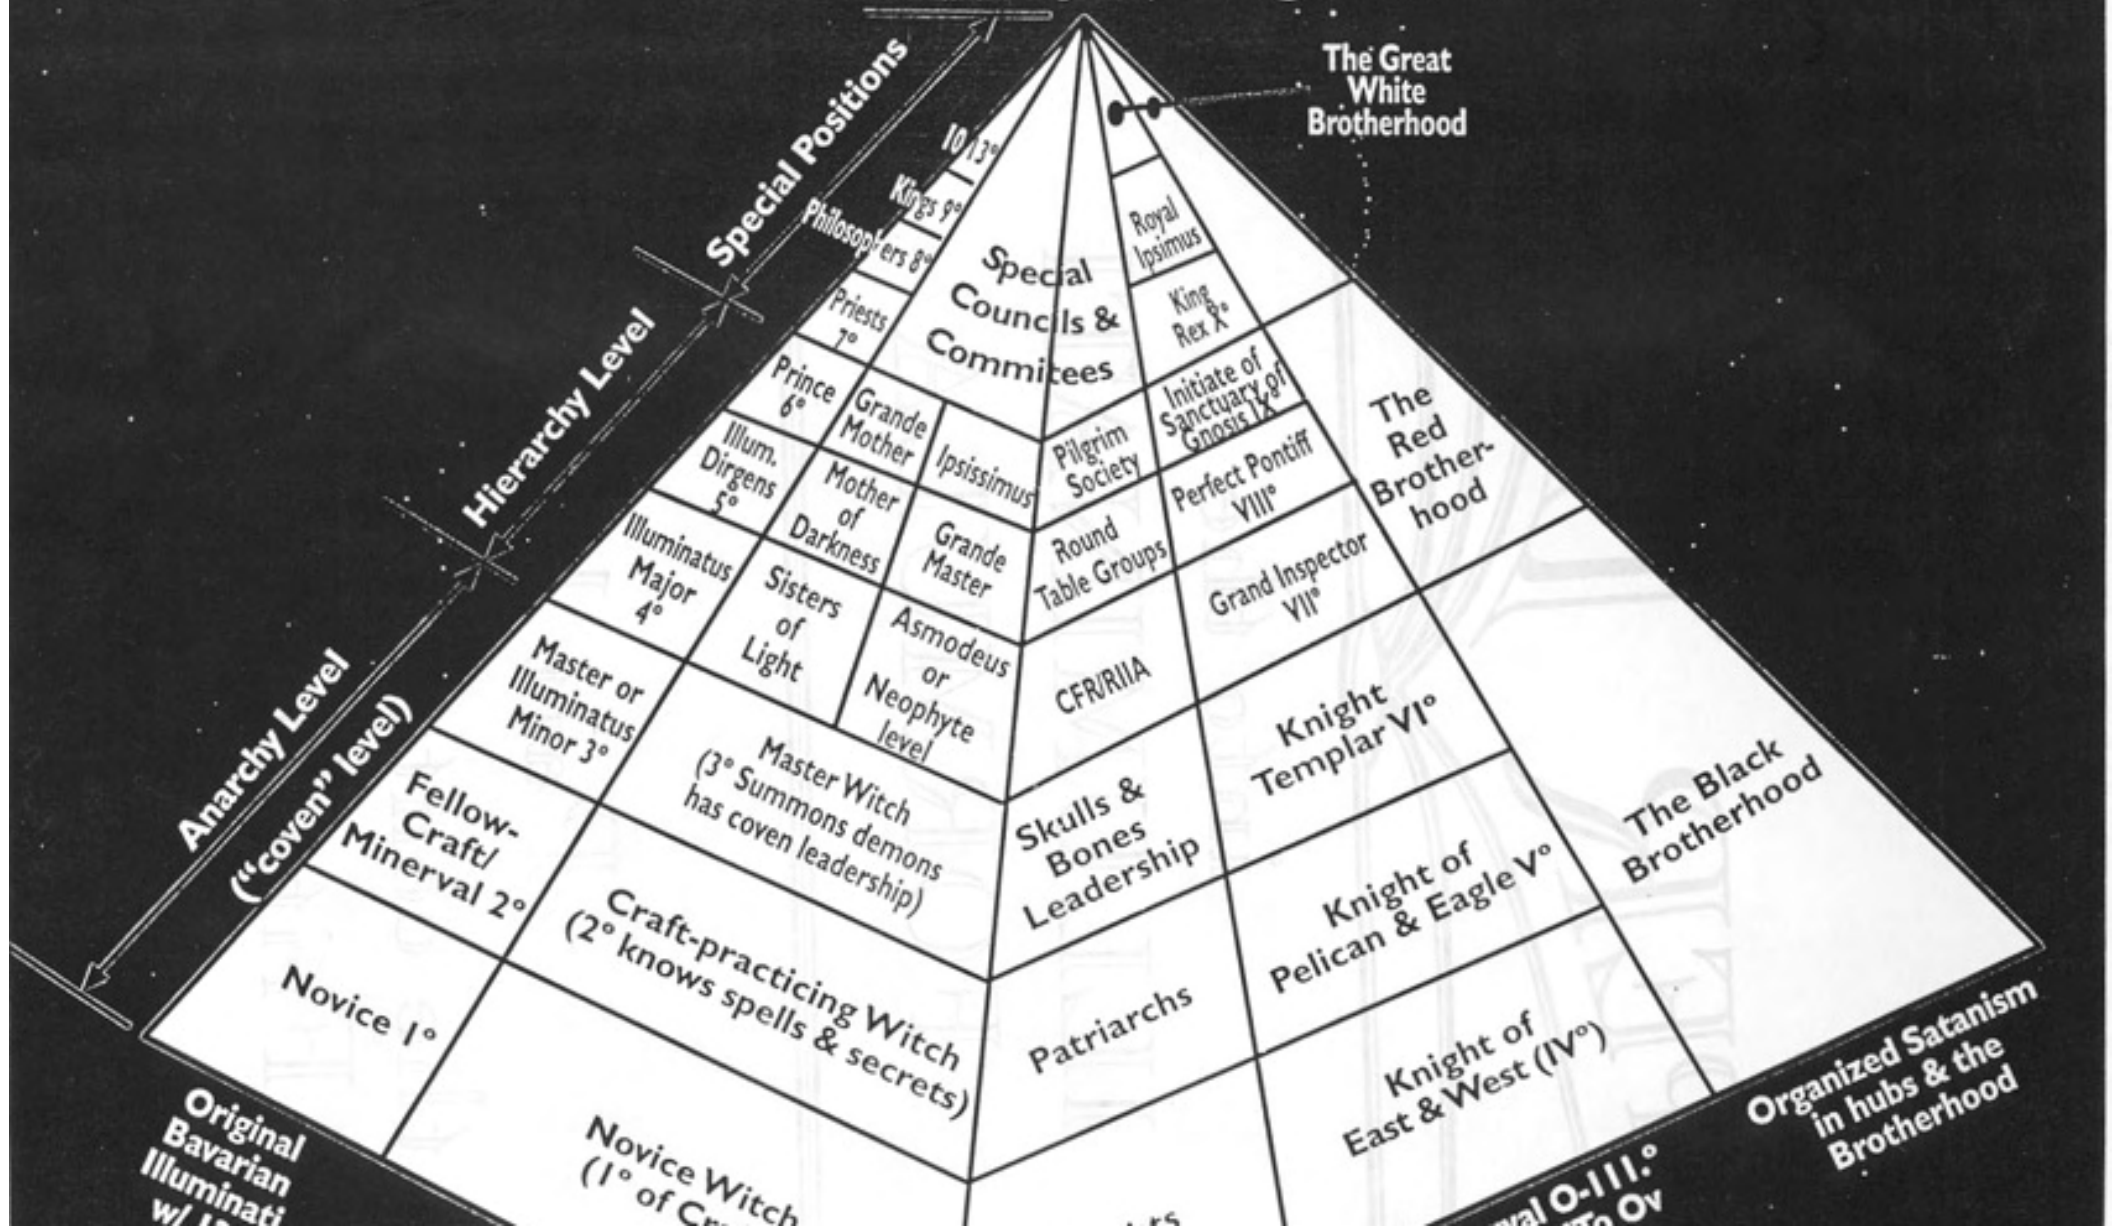 Special Positions
Hierarchy Level
Anarchy Level
("coven" level)
The Great
White
Brotherhood
10 13°
Kings 9°
Philosophers 8°
Priests
7°
Prince
6°
Illum.
Dirgens
5°
Illuminatus
Major
4°
Master or
Illuminatus
Minor 3°
Fellow-
Craft/
Minerval 2°
Novice 1°
Original
Bavarian
Illuminati
w/
Special
Councils &
Commitees
Grande
Mother
Ipsissimus
Mother
of
Darkness
Grande
Master
Sisters
of
Light
Asmodeus
or
Neophyte
level
Master Witch
(3° Summons demons
has coven leadership)
Craft-practicing Witch
(2° knows spells & secrets)
Novice Witch
(1° of
Pilgrim
Society
Round
Table Groups
CFR/RIIA
Skulls &
Bones
Leadership
Patriarchs
Royal
Ipsimus
King
Rex X°
Initiate of
Sanctuary of
Gnosis IX°
Perfect Pontiff
VIII°
Grand Inspector
VII°
Knight
Templar VI°
Knight of
Pelican & Eagle V°
Knight of
East & West (IV°)
O-III.°
To Ov
The
Red
Brother-
hood
The Black
Brotherhood
Organized Satanism
in hubs & the
Brotherhood